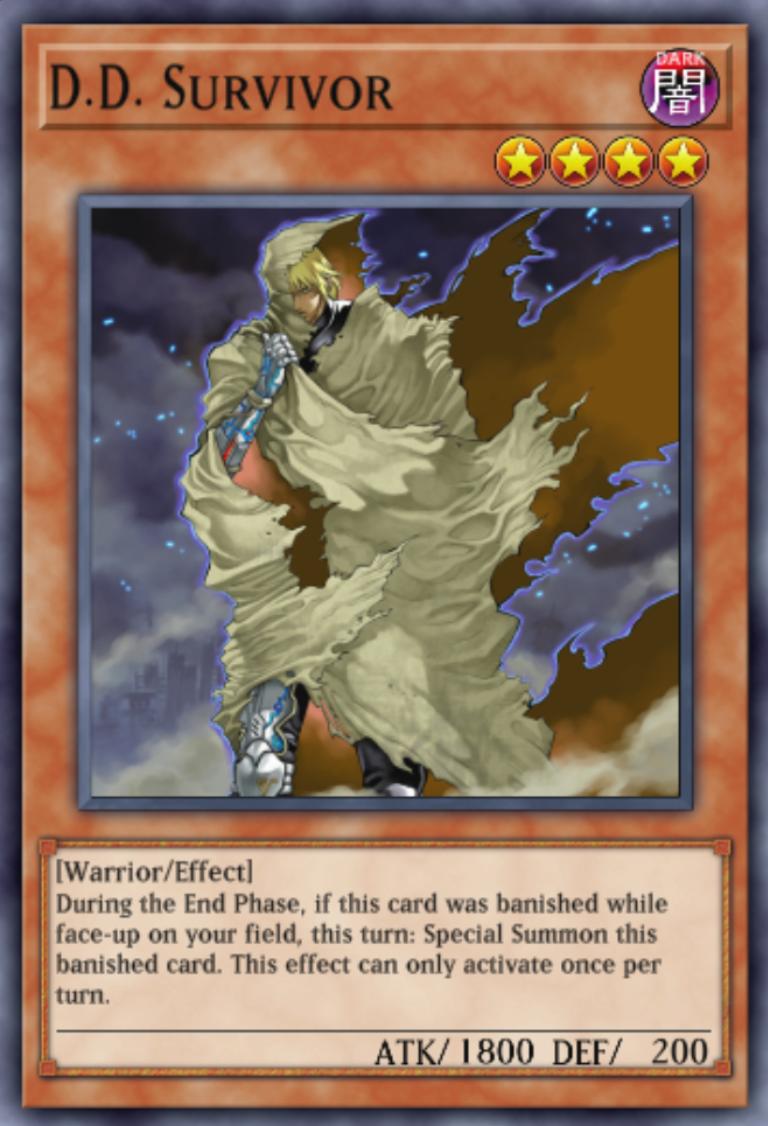 D.D. SURVIVOR
DARK
闇
[Warrior/Effect]
During the End Phase, if this card was banished while
face-up on your field, this turn: Special Summon this
banished card. This effect can only activate once per
turn.
ATK/ 1800 DEF/ 200